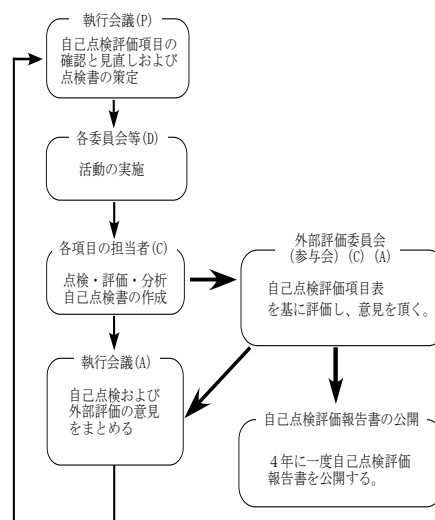 執行会議(P)
自己点検評価項目の
確認と見直しおよび
点検書の策定
各委員会等(D)
活動の実施
各項目の担当者(C)
点検・評価・分析
自己点検書の作成
外部評価委員会
(参与会) (C) (A)
自己点検評価項目表
を基に評価し、意見を頂く。
執行会議(A)
自己点検および
外部評価の意見
をまとめる
自己点検評価報告書の公開
4年に一度自己点検評価
報告書を公開する。